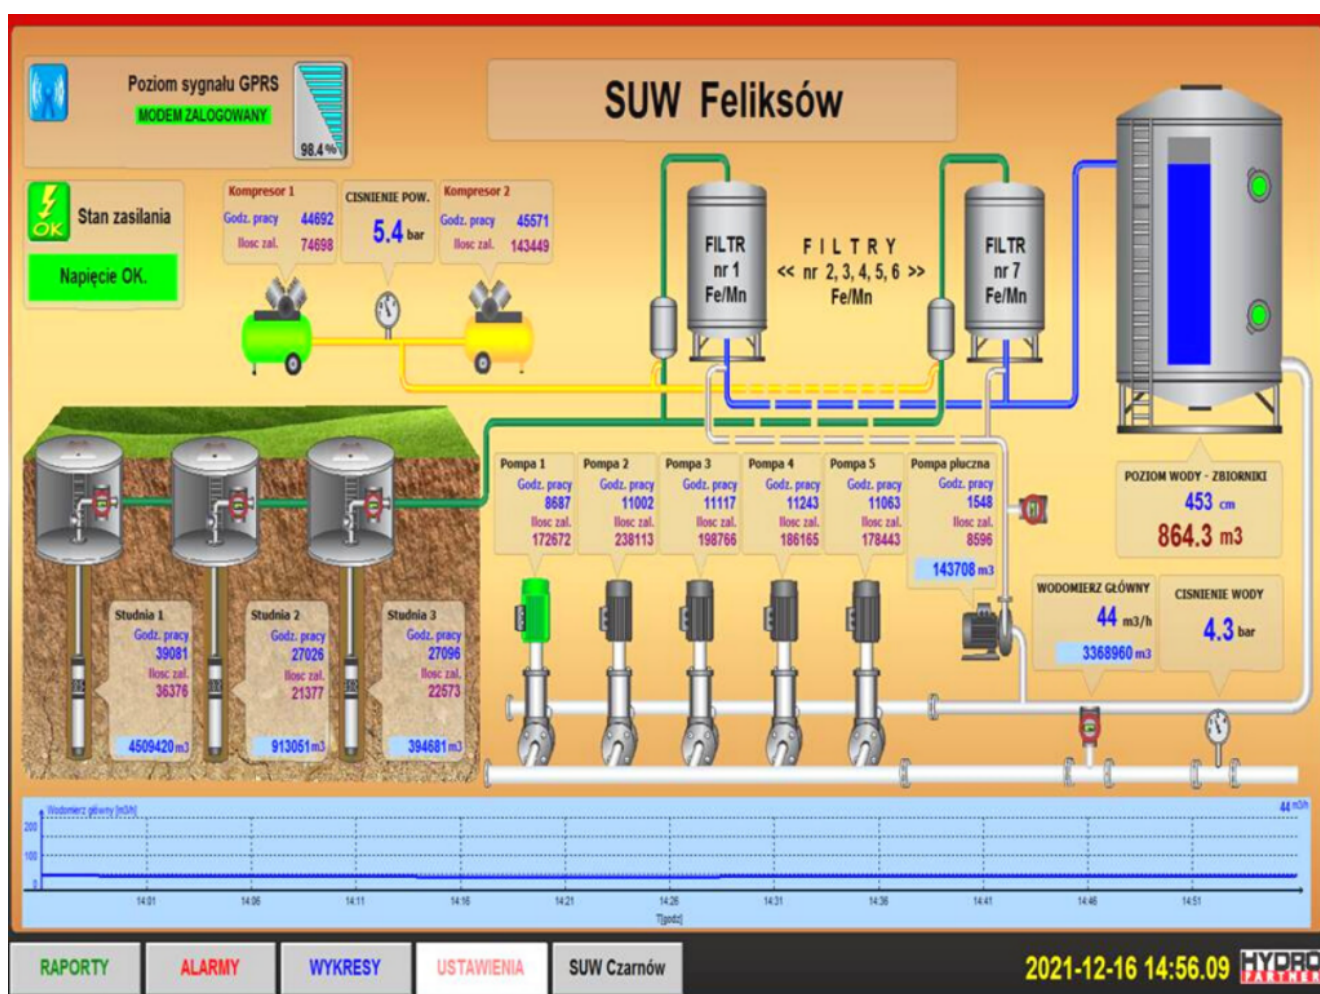 Poziom sygnału GPRS
MODEM ZALOGOWANY
98.4 %
SUW Feliksów
OK
Stan zasilania
Napięcie OK.
Kompresor 1
Godz. pracy 44692
Ilosc zal. 74698
CISNIENIE POW.
5.4 bar
Kompresor 2
Godz. pracy 45571
Ilosc zal. 143449
FILTR
nr 1
Fe/Mn
F I L T R Y
<< nr 2, 3, 4, 5, 6 >>
Fe/Mn
FILTR
nr 7
Fe/Mn
POZIOM WODY - ZBIORNIKI
453 cm
864.3 m3
Pompa 1
Godz. pracy
8687
Ilosc zal.
172672
Pompa 2
Godz. pracy
11002
Ilosc zal.
238113
Pompa 3
Godz. pracy
11117
Ilosc zal.
198766
Pompa 4
Godz. pracy
11243
Ilosc zal.
186165
Pompa 5
Godz. pracy
11063
Ilosc zal.
178443
Pompa pluczna
Godz. pracy
1548
Ilosc zal.
8596
143708 m3
WODOMIERZ GŁÓWNY
44 m3/h
3368960 m3
CISNIENIE WODY
4.3 bar
Studnia 1
Godz. pracy
39081
Ilosc zal.
36376
4509420 m3
Studnia 2
Godz. pracy
27026
Ilosc zal.
21377
913051 m3
Studnia 3
Godz. pracy
27096
Ilosc zal.
22573
394681 m3
Wodomierz główny [m3/h]
44 m3/h
200
100
0
14:01 14:06 14:11 14:16 14:21 14:26 14:31 14:36 14:41 14:46 14:51
T[godz]
RAPORTY
ALARMY
WYKRESY
USTAWIENIA
SUW Czarnów
2021-12-16 14:56.09
HYDRO
PARTNER